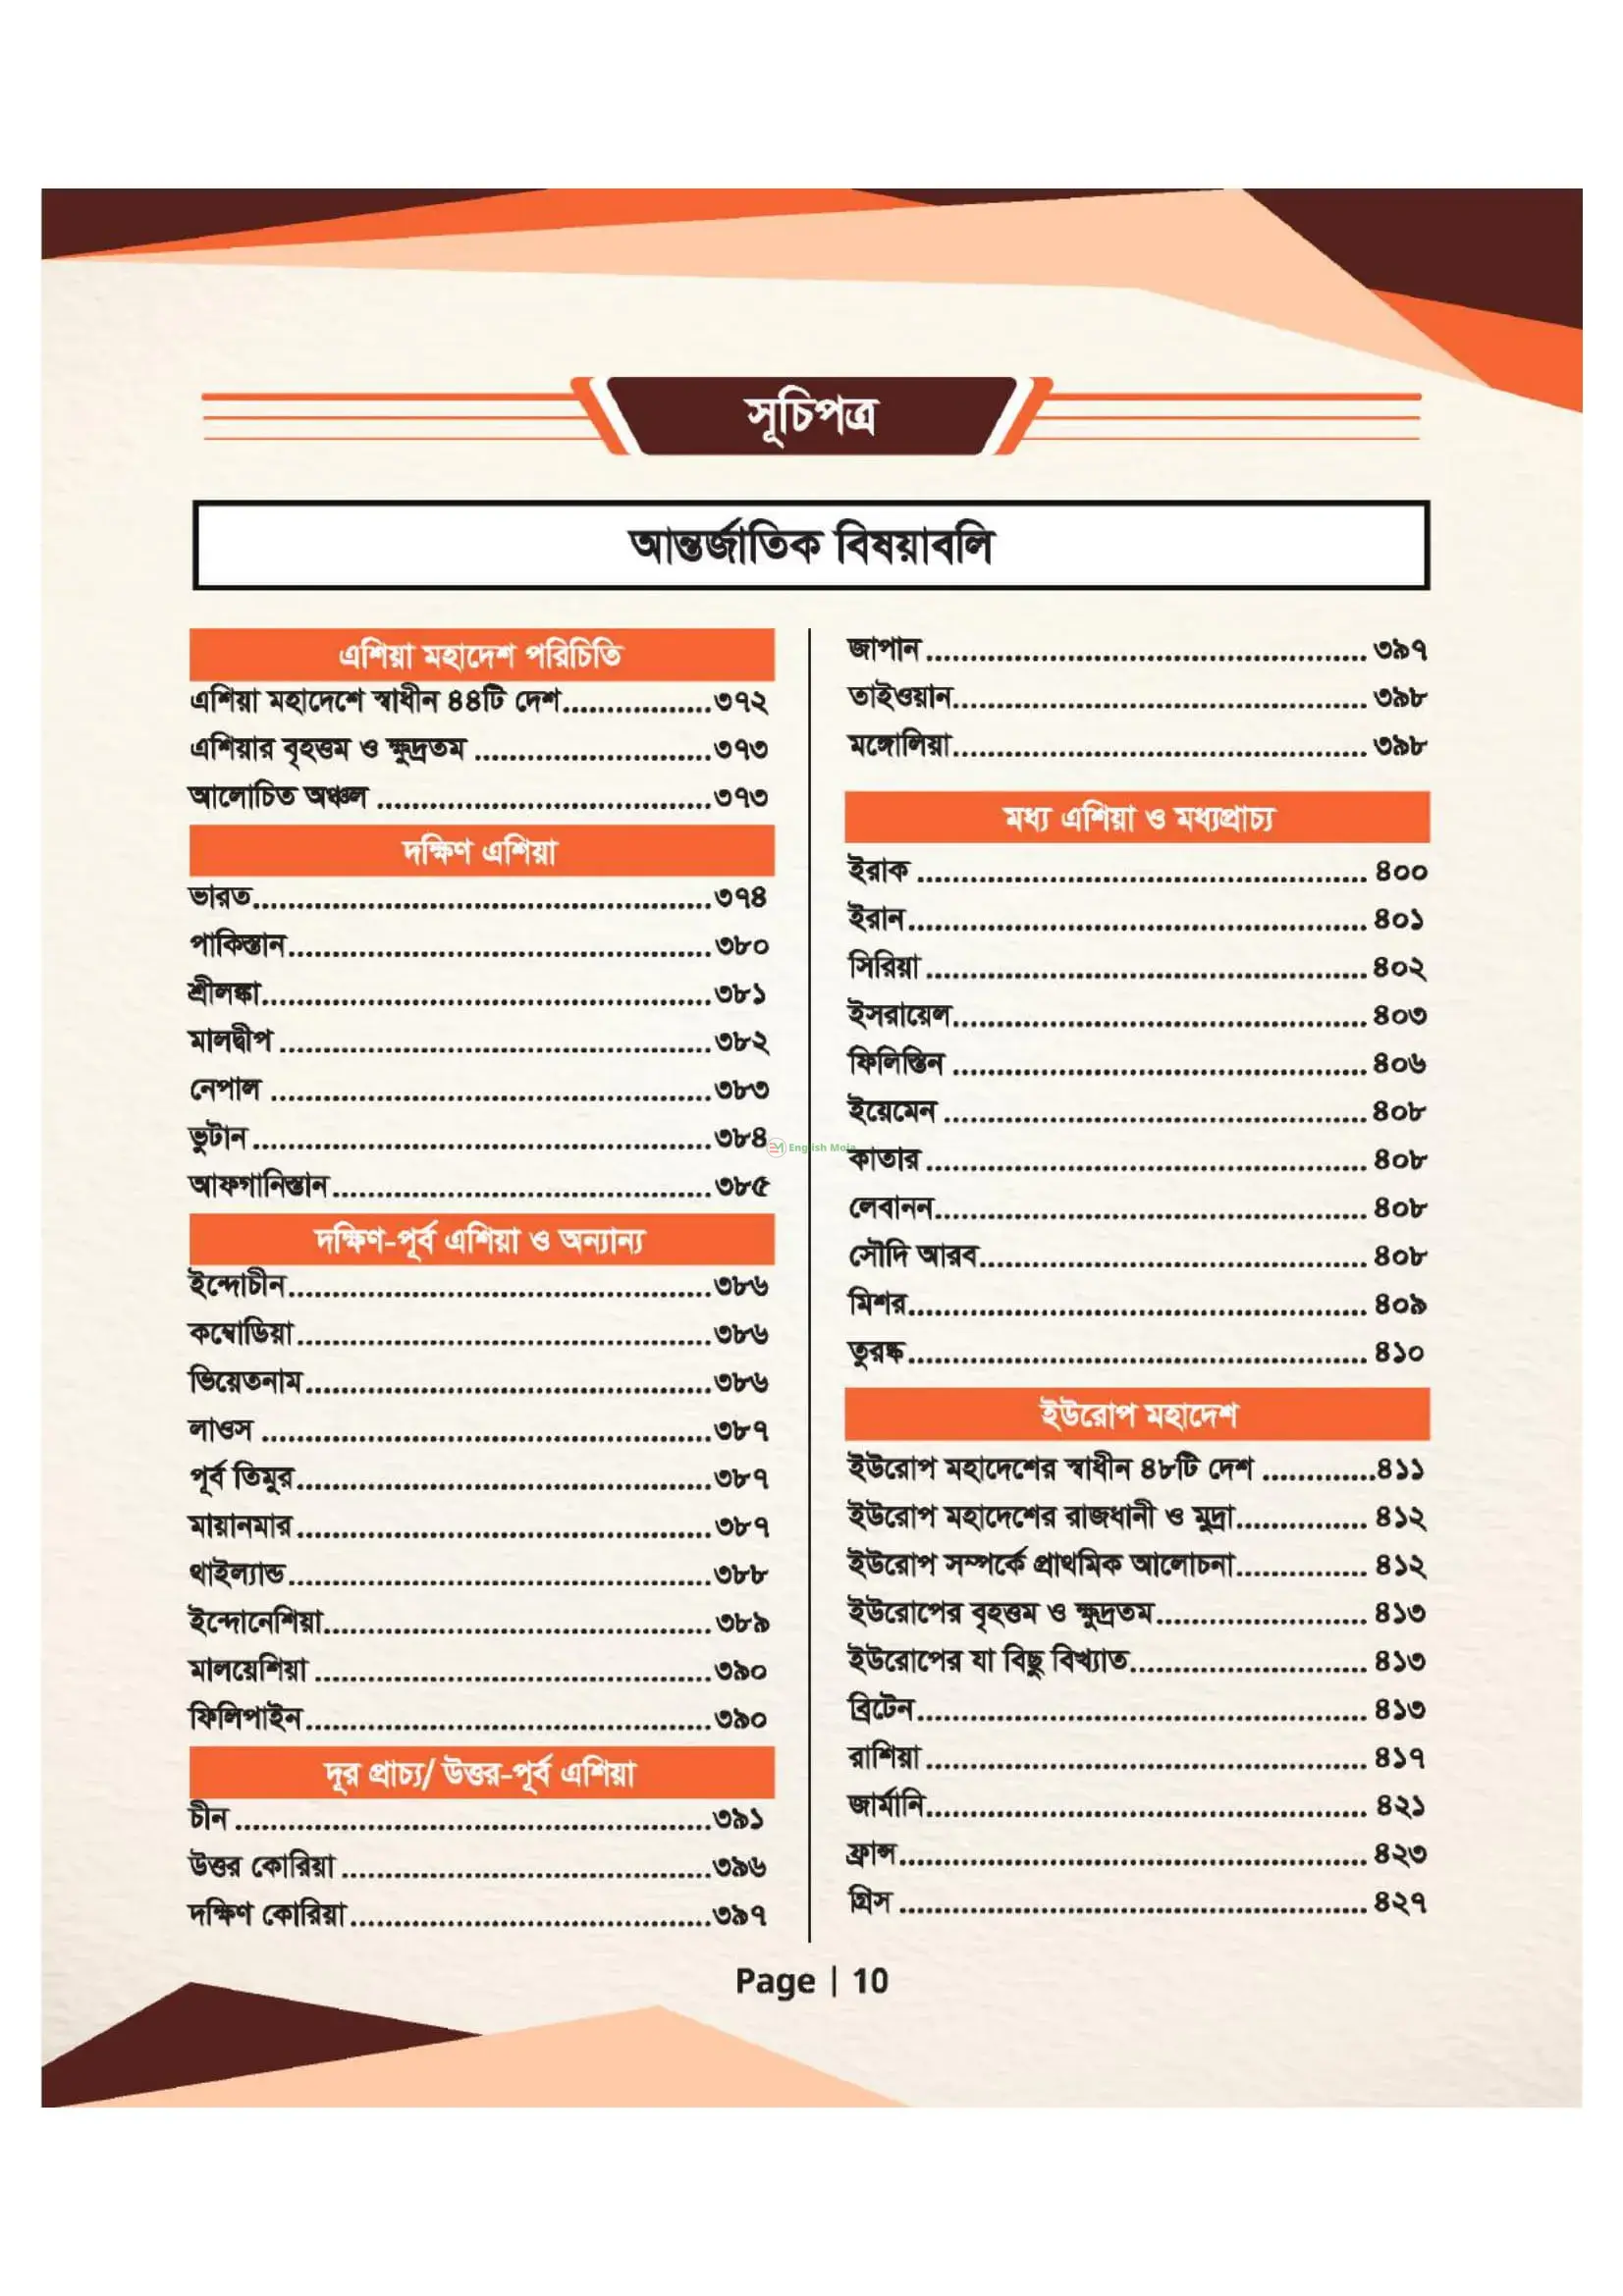 সূচিপত্র
আন্তর্জাতিক বিষয়াবলি
এশিয়া মহাদেশ পরিচিতি
এশিয়া মহাদেশে স্বাধীন ৪৪টি দেশ.................৩৭২
এশিয়ার বৃহত্তম ও ক্ষুদ্রতম ...........................৩৭৩
আলোচিত অঞ্চল ......................................৩৭৩
দক্ষিণ এশিয়া
ভারত....................................................৩৭৪
পাকিস্তান................................................৩৮০
শ্রীলঙ্কা...................................................৩৮১
মালদ্বীপ .................................................৩৮২
নেপাল ..................................................৩৮৩
ভুটান ....................................................৩৮৪
আফগানিস্তান...........................................৩৮৫
দক্ষিণ-পূর্ব এশিয়া ও অন্যান্য
ইন্দোচীন................................................৩৮৬
কম্বোডিয়া...............................................৩৮৬
ভিয়েতনাম..............................................৩৮৬
লাওস ...................................................৩৮৭
পূর্ব তিমুর...............................................৩৮৭
মায়ানমার ...............................................৩৮৭
থাইল্যান্ড................................................৩৮৮
ইন্দোনেশিয়া............................................৩৮৯
মালয়েশিয়া .............................................৩৯০
ফিলিপাইন..............................................৩৯০
দূর প্রাচ্য/ উত্তর-পূর্ব এশিয়া
চীন ......................................................৩৯১
উত্তর কোরিয়া ..........................................৩৯৬
দক্ষিণ কোরিয়া.........................................৩৯৭
জাপান .................................................. ৩৯৭
তাইওয়ান............................................... ৩৯৮
মঙ্গোলিয়া............................................... ৩৯৮
মধ্য এশিয়া ও মধ্যপ্রাচ্য
ইরাক ................................................... ৪০০
ইরান.................................................... ৪০১
সিরিয়া .................................................. ৪০২
ইসরায়েল............................................... ৪০৩
ফিলিস্তিন ............................................... ৪০৬
ইয়েমেন ................................................ ৪০৮
কাতার .................................................. ৪০৮
লেবানন................................................. ৪০৮
সৌদি আরব............................................ ৪০৮
মিশর.................................................... ৪০৯
তুরস্ক.................................................... ৪১০
ইউরোপ মহাদেশ
ইউরোপ মহাদেশের স্বাধীন ৪৮টি দেশ .............৪১১
ইউরোপ মহাদেশের রাজধানী ও মুদ্রা............... ৪১২
ইউরোপ সম্পর্কে প্রাথমিক আলোচনা............... ৪১২
ইউরোপের বৃহত্তম ও ক্ষুদ্রতম........................ ৪১৩
ইউরোপের যা বিছু বিখ্যাত........................... ৪১৩
ব্রিটেন................................................... ৪১৩
রাশিয়া .................................................. ৪১৭
জার্মানি.................................................. ৪২১
ফ্রান্স..................................................... ৪২৩
গ্রিস ..................................................... ৪২৭
English Moja
Page | 10